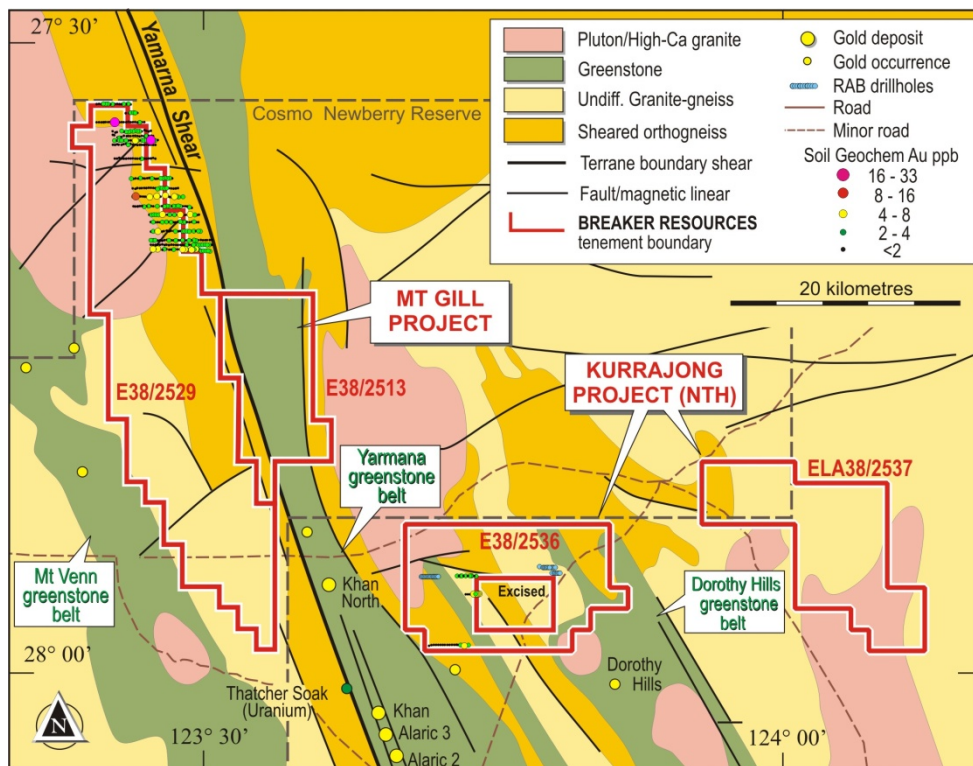 27° 30'
Yamarna Shear
Cosmo Newberry Reserve
Pluton/High-Ca granite
Greenstone
Undiff. Granite-gneiss
Sheared orthogneiss
Terrane boundary shear
Fault/magnetic linear
BREAKER RESOURCES
tenement boundary
Gold deposit
Gold occurrence
RAB drillholes
Road
Minor road
Soil Geochem Au ppb
16 - 33
8 - 16
4 - 8
2 - 4
<2
20 kilometres
MT GILL
PROJECT
KURRAJONG
PROJECT (NTH)
E38/2529
E38/2513
Yarmana
greenstone
belt
ELA38/2537
E38/2536
Excised
Mt Venn
greenstone
belt
Khan
North
Dorothy Hills
greenstone
belt
28° 00'
Dorothy
Hills
Thatcher Soak
(Uranium)
Khan
Alaric 3
Alaric 2
N
123° 30'
124° 00'